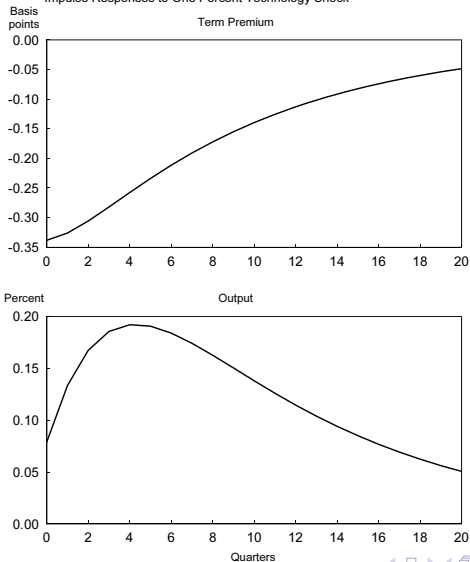 Impulse Responses to One Percent Technology Shock
Basis
points
Term Premium
0.00
-0.05
-0.10
-0.15
-0.20
-0.25
-0.30
-0.35
0 2 4 6 8 10 12 14 16 18 20
Percent
Output
0.20
0.15
0.10
0.05
0.00
0 2 4 6 8 10 12 14 16 18 20
Quarters